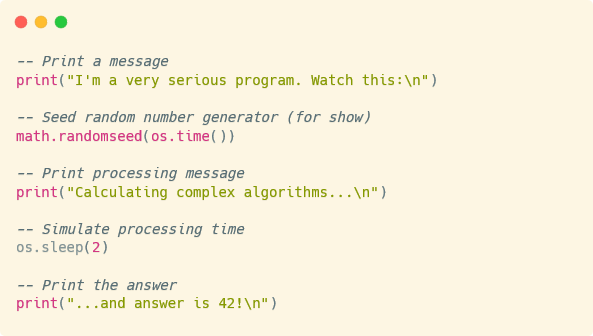 -- Print a message
print("I'm a very serious program. Watch this:\n")
-- Seed random number generator (for show)
math.randomseed(os.time())
-- Print processing message
print("Calculating complex algorithms...\n")
-- Simulate processing time
os.sleep(2)
-- Print the answer
print("...and answer is 42!\n")